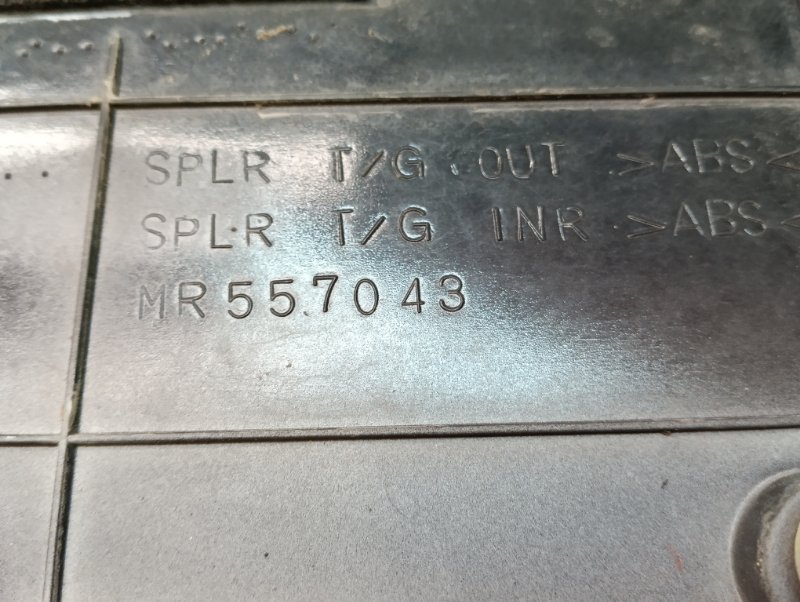 SPLR T/G OUT >ABS<
SPLR T/G INR >ABS<
MR557043